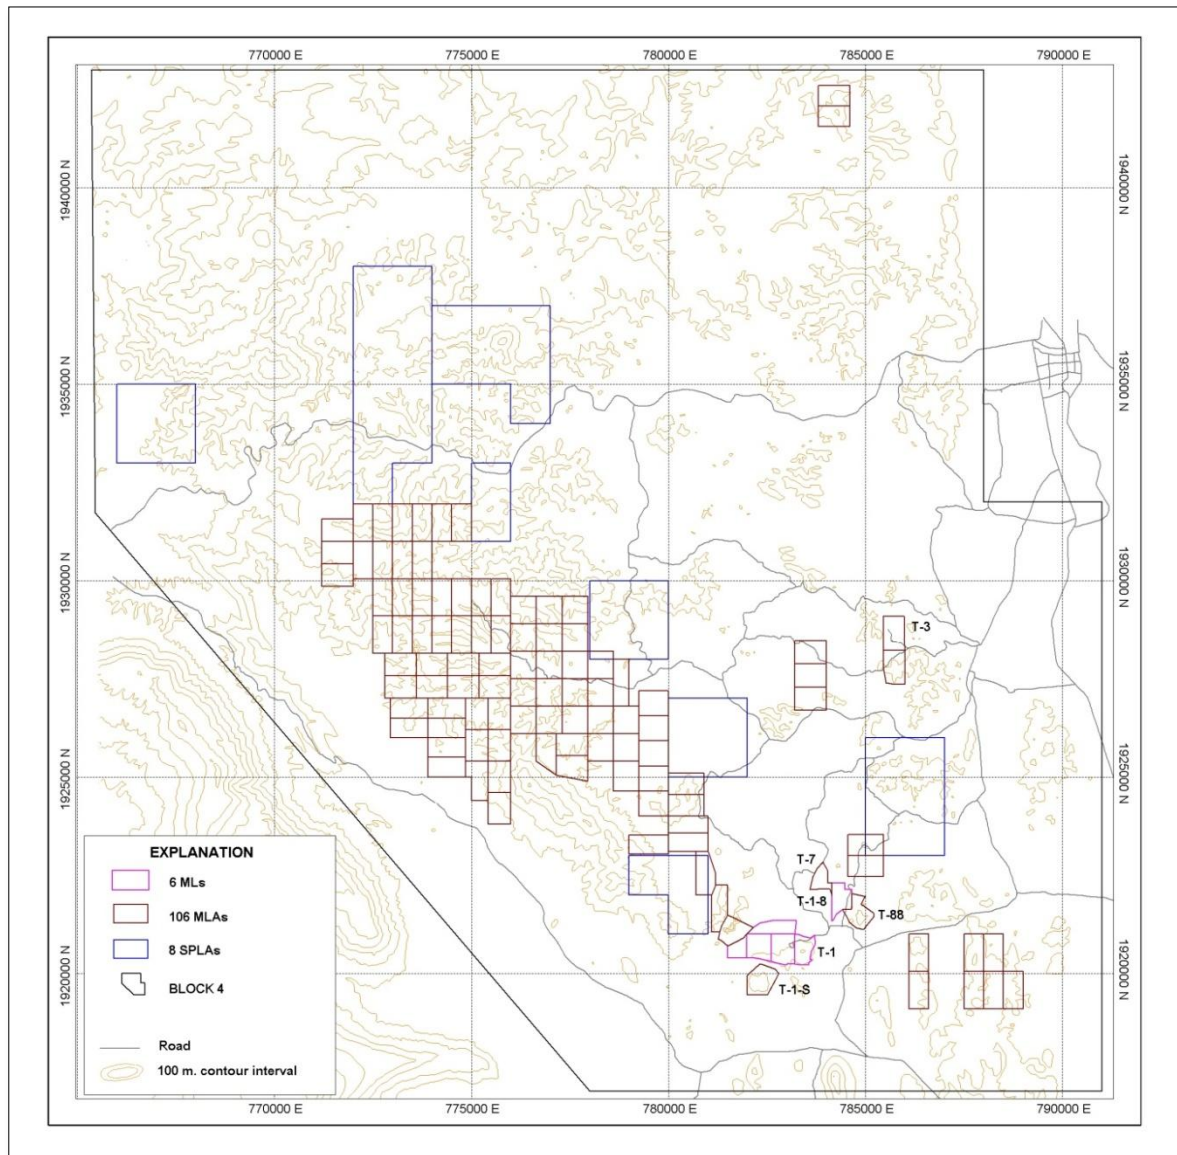 770000 E 775000 E 780000 E 785000 E 790000 E
1940000 N 1940000 N
1935000 N 1935000 N
1930000 N 1930000 N
T-3
1925000 N 1925000 N
T-7
T-1-8
T-88
T-1
1920000 N 1920000 N
T-1-S
EXPLANATION
6 MLs
106 MLAs
8 SPLAs
BLOCK 4
Road
100 m. contour interval
770000 E 775000 E 780000 E 785000 E 790000 E